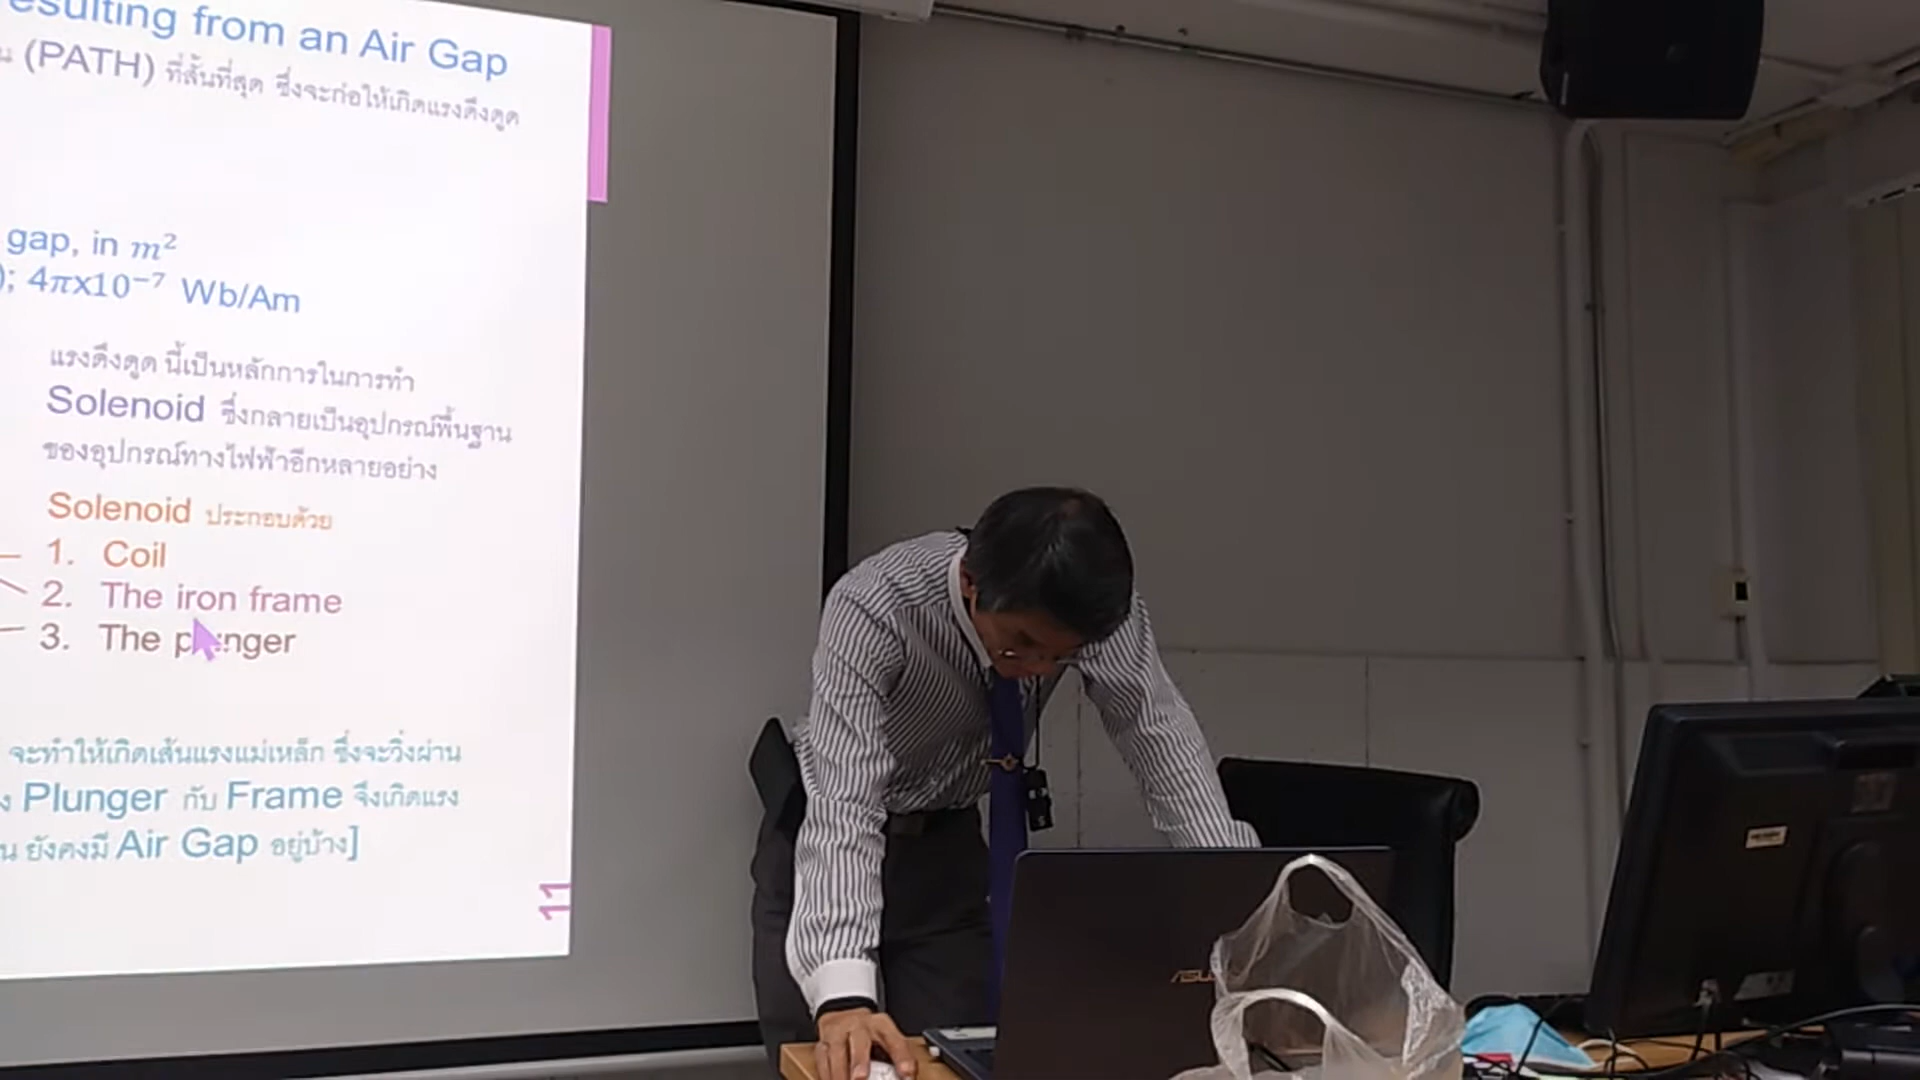 esulting from an Air Gap
น (PATH) ที่สั้นที่สุด ซึ่งจะก่อให้เกิดแรงดึงดูด
gap, in m²
); 4πx10⁻⁷ Wb/Am
แรงดึงดูด นี้เป็นหลักการในการทำ
Solenoid ซึ่งกลายเป็นอุปกรณ์พื้นฐาน
ของอุปกรณ์ทางไฟฟ้าอีกหลายอย่าง
Solenoid ประกอบด้วย
1. Coil
2. The iron frame
3. The plunger
จะทำให้เกิดเส้นแรงแม่เหล็ก ซึ่งจะวิ่งผ่าน
ง Plunger กับ Frame จึงเกิดแรง
น ยังคงมี Air Gap อยู่บ้าง]
11
ASUS